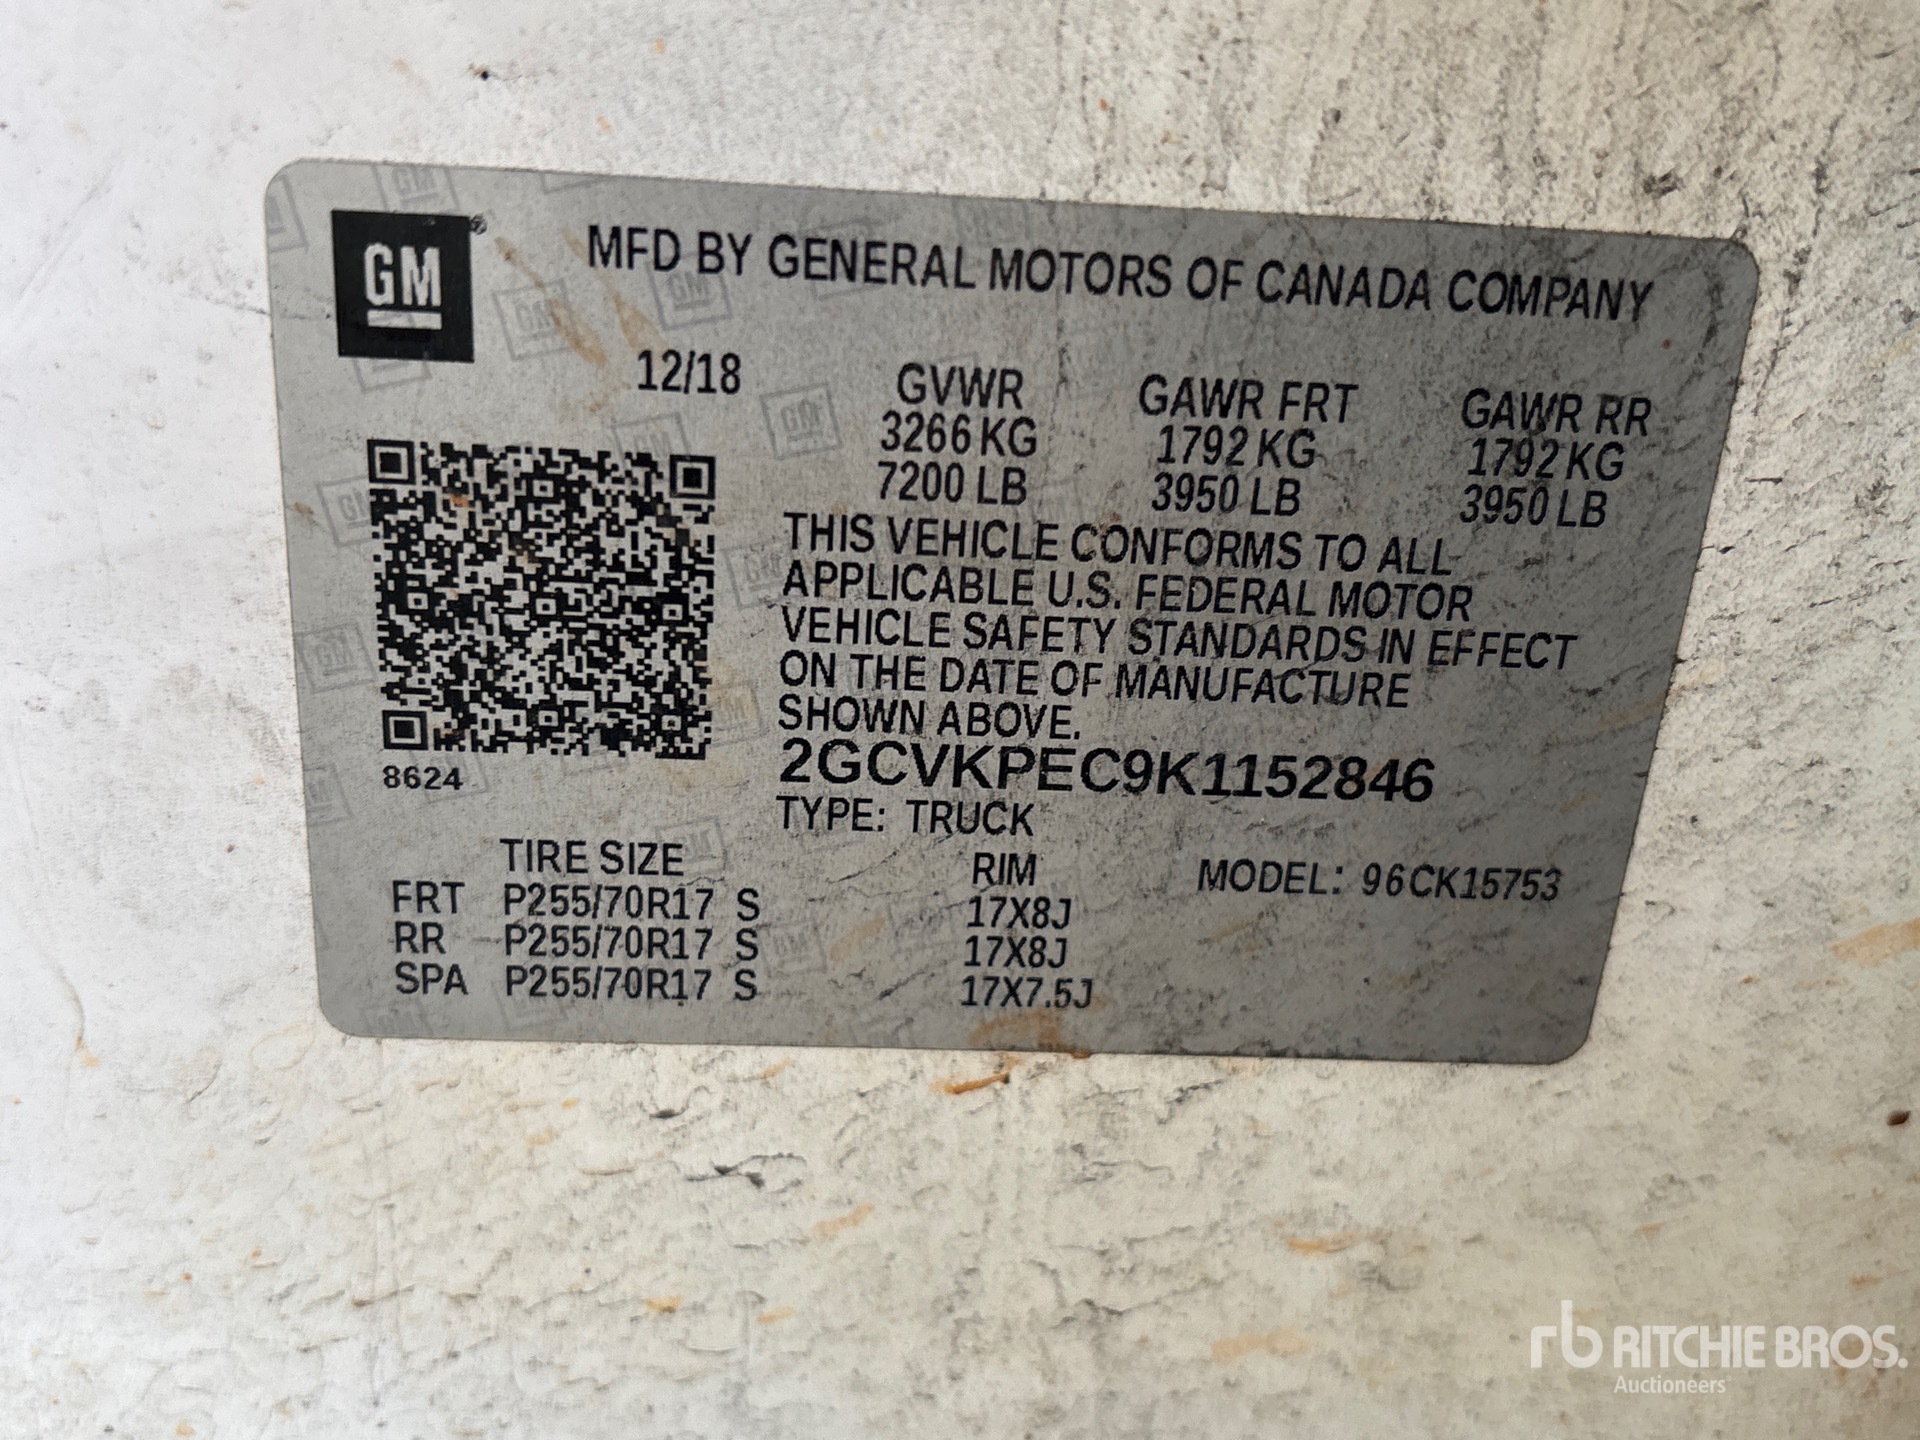 GM
MFD BY GENERAL MOTORS OF CANADA COMPANY
12/18 GVWR GAWR FRT GAWR RR
3266 KG 1792 KG 1792 KG
7200 LB 3950 LB 3950 LB
THIS VEHICLE CONFORMS TO ALL
APPLICABLE U.S. FEDERAL MOTOR
VEHICLE SAFETY STANDARDS IN EFFECT
ON THE DATE OF MANUFACTURE
SHOWN ABOVE.
2GCVKPEC9K1152846
8624
TYPE: TRUCK
TIRE SIZE RIM MODEL: 96CK15753
FRT P255/70R17 S 17X8J
RR P255/70R17 S 17X8J
SPA P255/70R17 S 17X7.5J
rb RITCHIE BROS.
Auctioneers